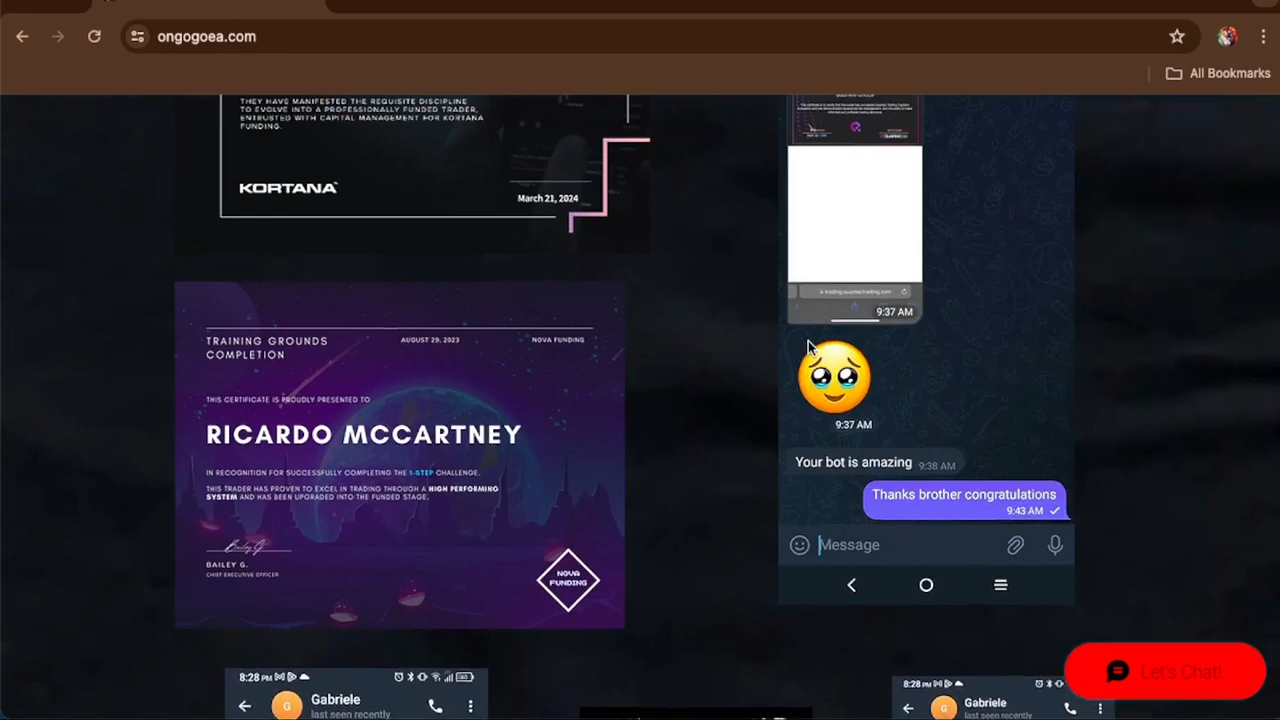 ongogoea.com
All Bookmarks
THEY HAVE MANIFESTED THE REQUISITE DISCIPLINE
TO EVOLVE INTO A PROFESSIONALLY FUNDED TRADER,
ENTRUSTED WITH CAPITAL MANAGEMENT FOR KORTANA
FUNDING.
KORTANA
March 21, 2024
TRAINING GROUNDS
COMPLETION
AUGUST 29, 2023
NOVA FUNDING
THIS CERTIFICATE IS PROUDLY PRESENTED TO
RICARDO MCCARTNEY
IN RECOGNITION FOR SUCCESSFULLY COMPLETING THE 1-STEP CHALLENGE.
THIS TRADER HAS PROVEN TO EXCEL IN TRADING THROUGH A HIGH PERFORMING
SYSTEM AND HAS BEEN UPGRADED INTO THE FUNDED STAGE.
Bailey G.
BAILEY G.
CHIEF EXECUTIVE OFFICER
NOVA
FUNDING
9:37 AM
9:37 AM
Your bot is amazing 9:38 AM
Thanks brother congratulations
9:43 AM
Message
8:28 PM
G
Gabriele
last seen recently
8:28 PM
G
Gabriele
last seen recently
Let's Chat!